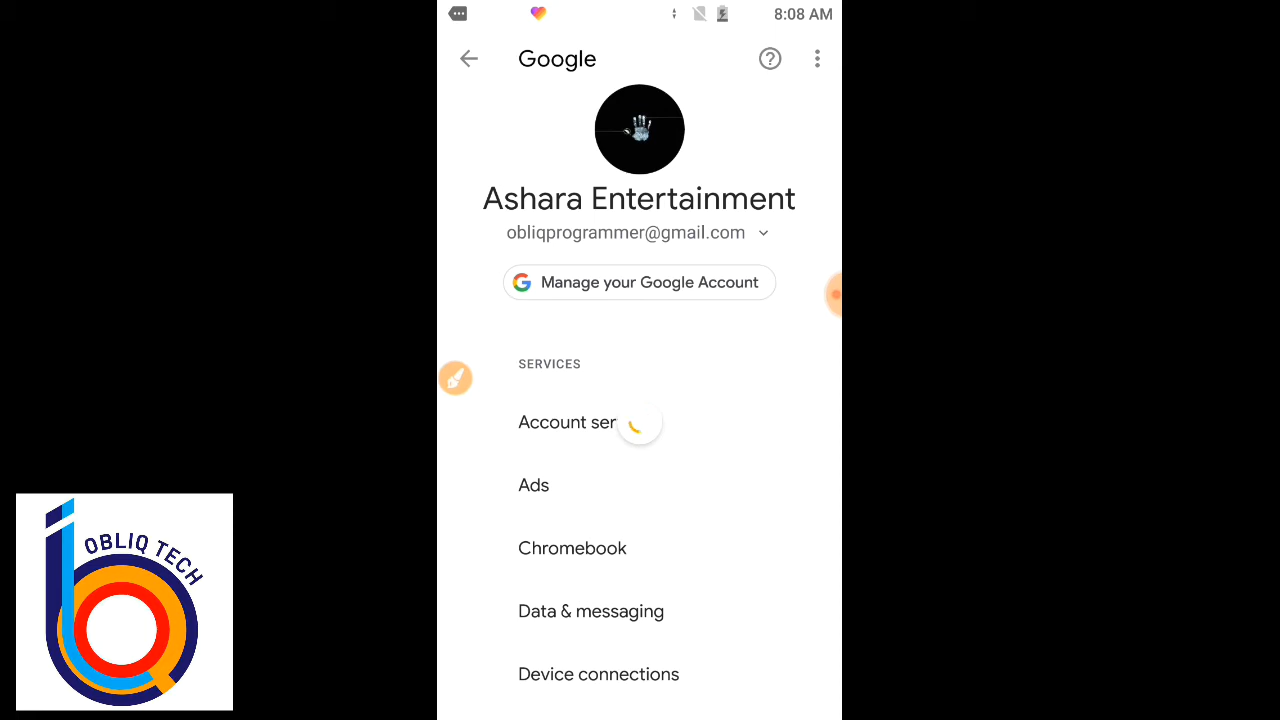 8:08 AM
Google
Ashara Entertainment
obliqprogrammer@gmail.com
Manage your Google Account
SERVICES
Account ser
Ads
Chromebook
Data & messaging
Device connections
OBLIQ TECH